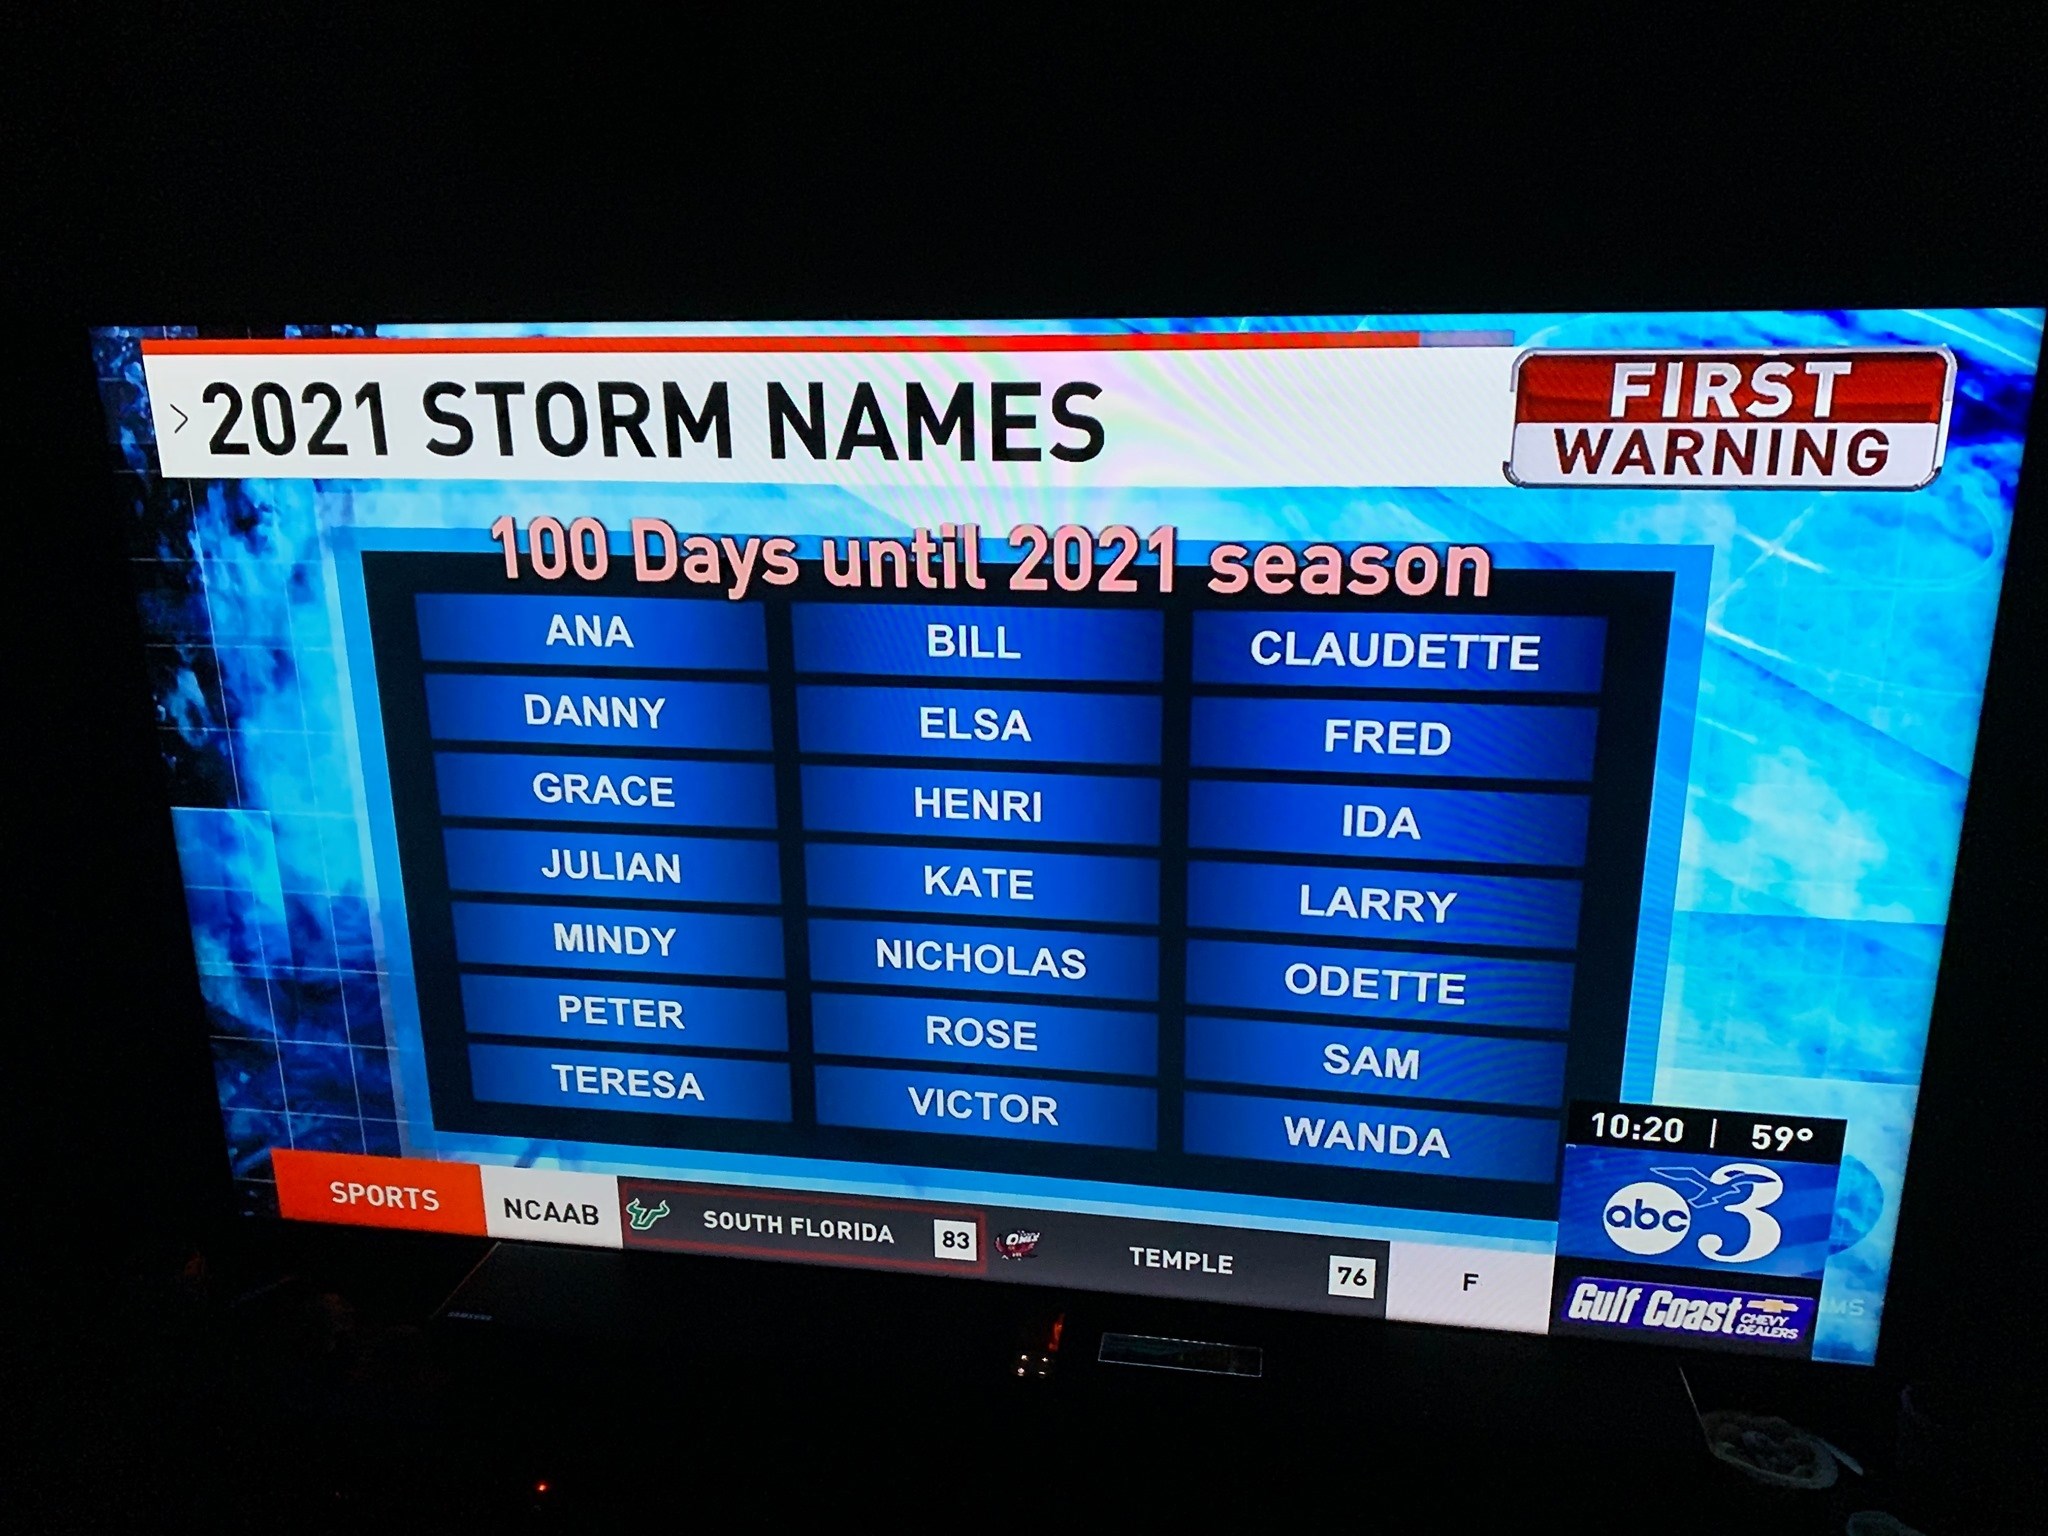 > 2021 STORM NAMES
FIRST
WARNING
100 Days until 2021 season
ANA BILL CLAUDETTE
DANNY ELSA FRED
GRACE HENRI IDA
JULIAN KATE LARRY
MINDY NICHOLAS ODETTE
PETER ROSE SAM
TERESA VICTOR WANDA
10:20 | 59°
abc 3
SPORTS NCAAB SOUTH FLORIDA 83 TEMPLE 76 F
Gulf Coast CHEVY DEALERS
SAMSUNG